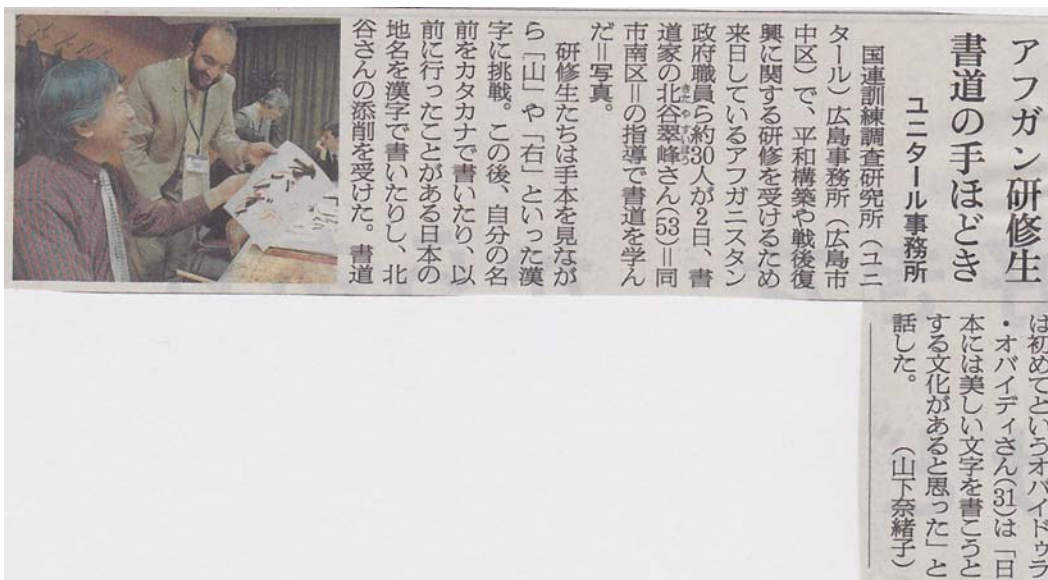 アフガン研修生
書道の手ほどき
ユニタール事務所
国連訓練調査研究所（ユニ
タール）広島事務所（広島市
中区）で、平和構築や戦後復
興に関する研修を受けるため
来日しているアフガニスタン
政府職員ら約30人が2日、書
道家の北谷翠峰さん(53)＝同
市南区＝の指導で書道を学ん
だ＝写真。
研修生たちは手本を見なが
ら「山」や「右」といった漢
字に挑戦。この後、自分の名
前をカタカナで書いたり、以
前に行ったことがある日本の
地名を漢字で書いたりし、北
谷さんの添削を受けた。書道
は初めてというオバイドゥラ
・オバイディさん(31)は「日
本には美しい文字を書こうと
する文化があると思った」と
話した。（山下奈緒子）